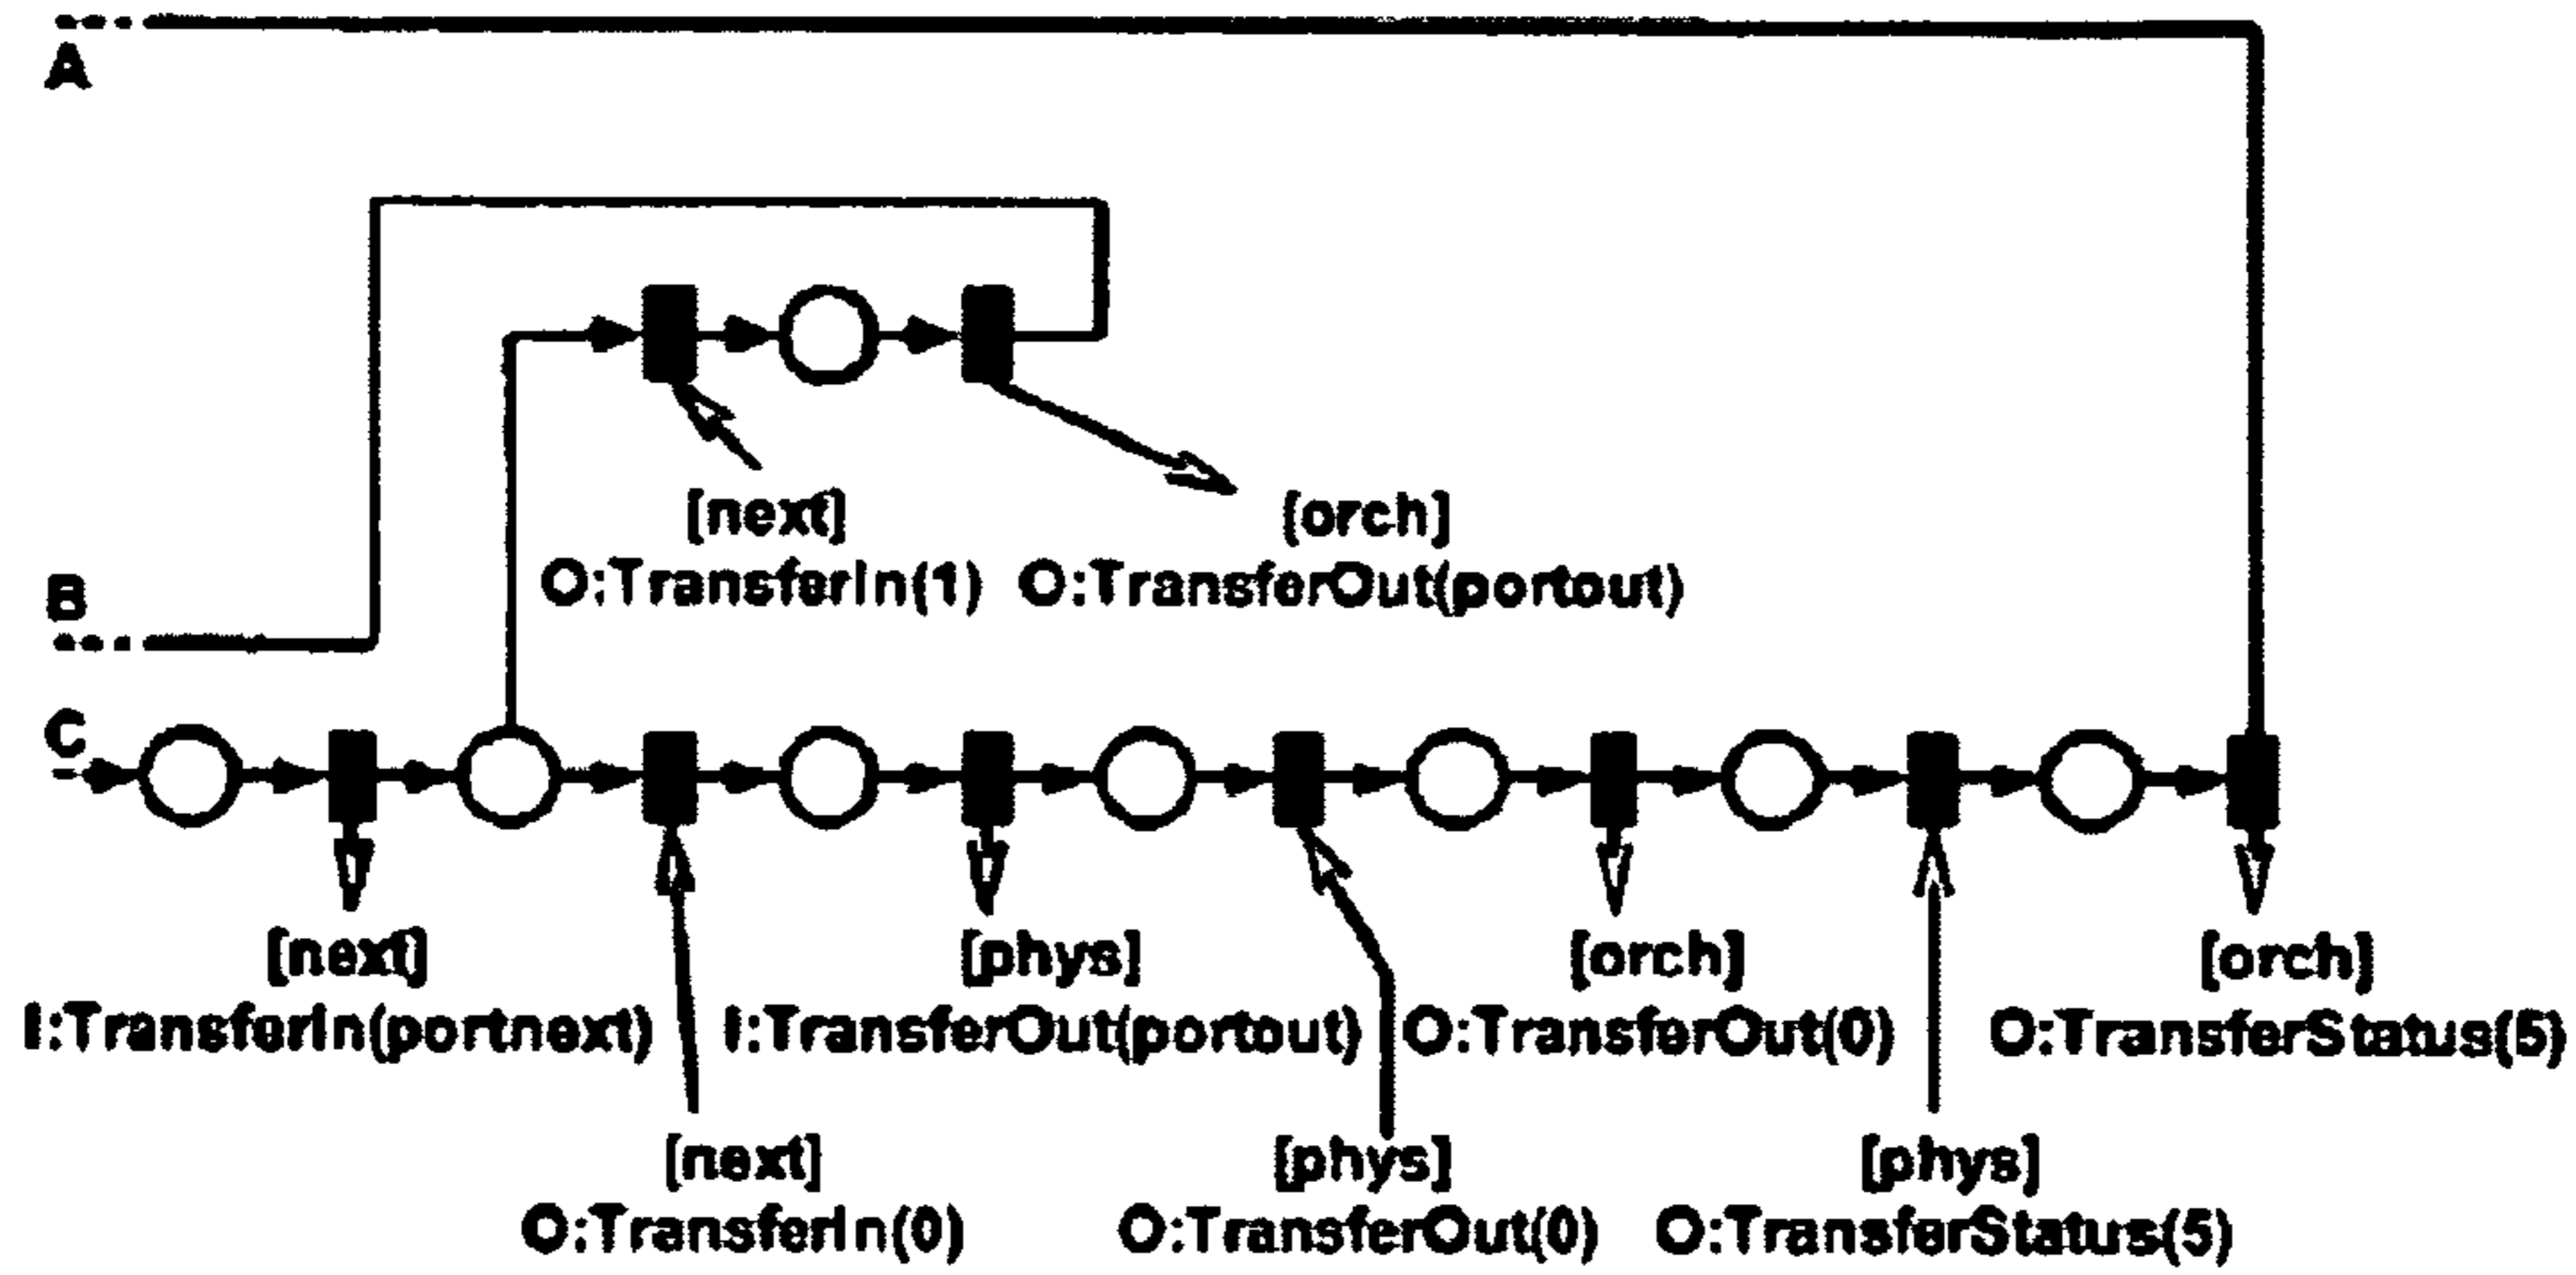 A
[next]
O:TransferIn(1)
[orch]
O:TransferOut(portout)
B
C
[next]
I:TransferIn(portnext)
[phys]
I:TransferOut(portout)
[orch]
O:TransferOut(0)
[orch]
O:TransferStatus(5)
[next]
O:TransferIn(0)
[phys]
O:TransferOut(0)
[phys]
O:TransferStatus(5)